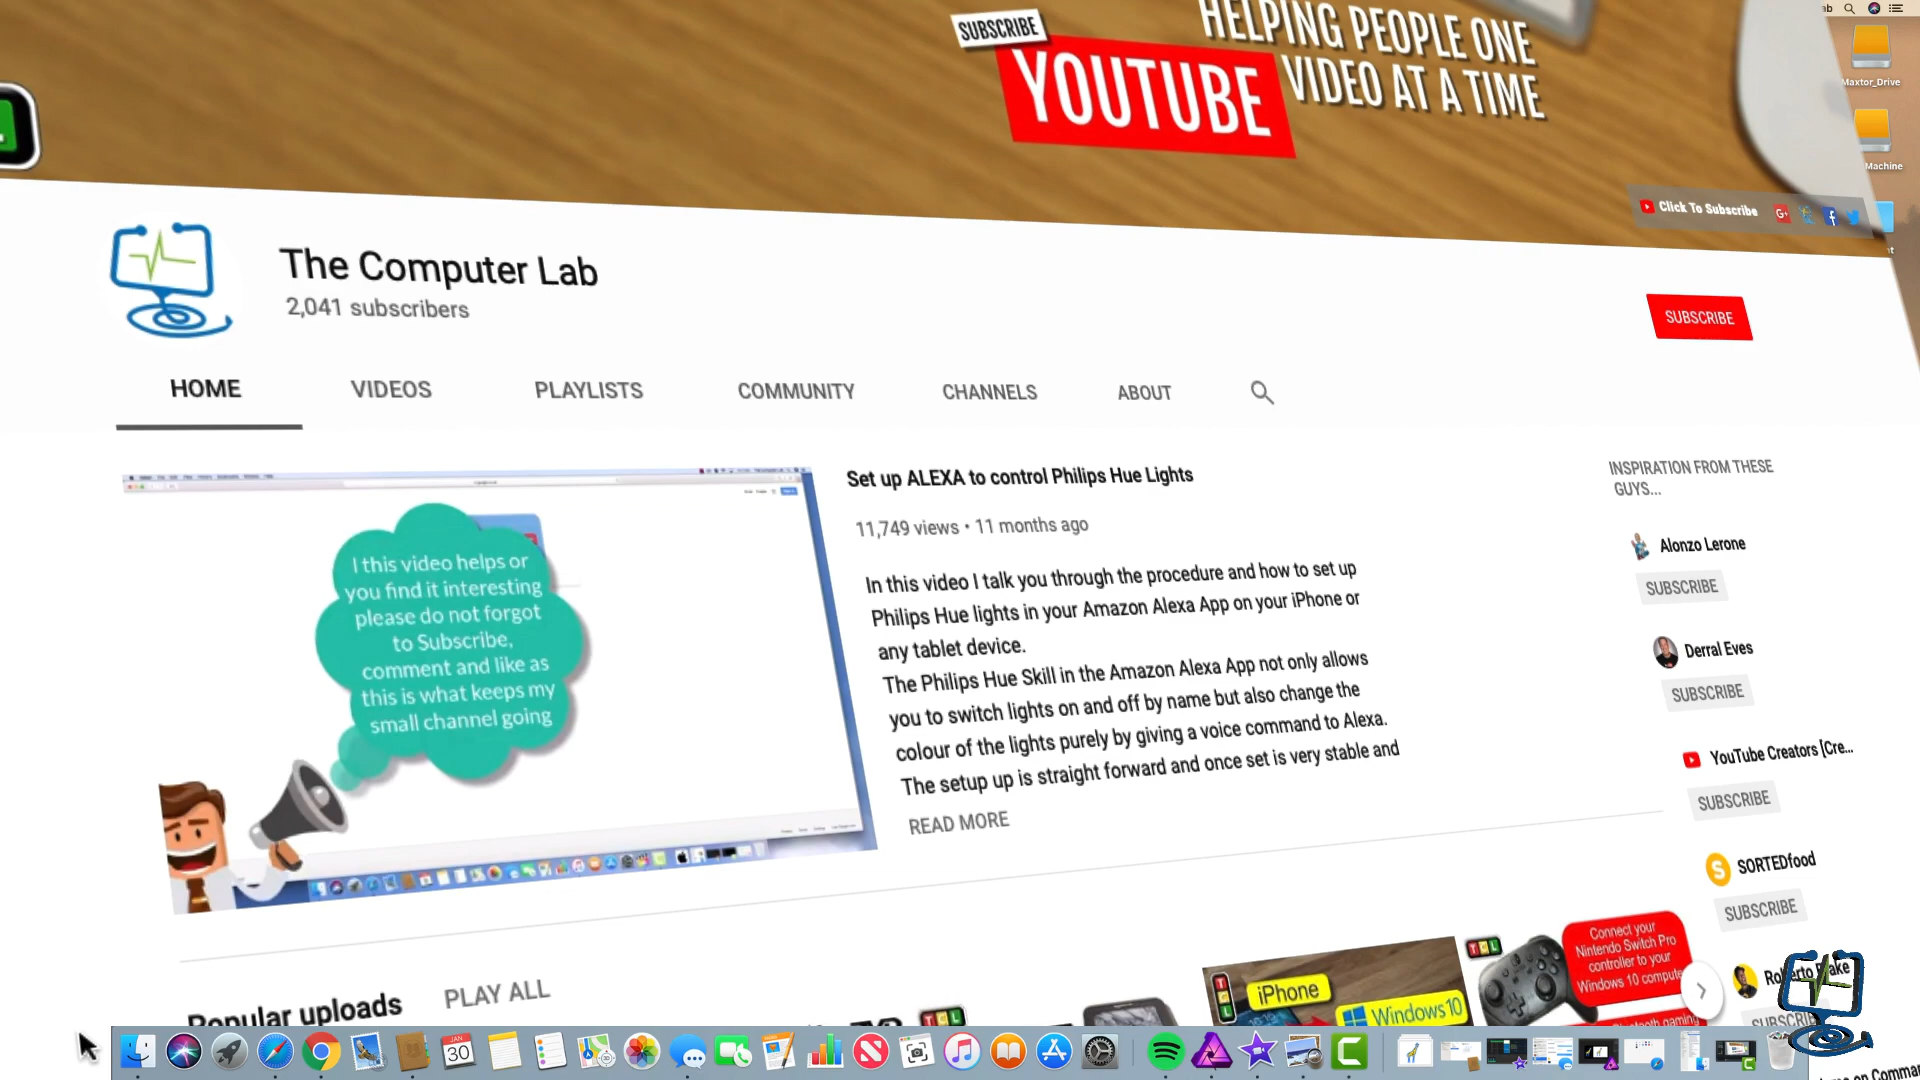 SUBSCRIBE
YOUTUBE
HELPING PEOPLE ONE
VIDEO AT A TIME
Maxtor_Drive
Machine
Click To Subscribe
The Computer Lab
2,041 subscribers
SUBSCRIBE
HOME
VIDEOS
PLAYLISTS
COMMUNITY
CHANNELS
ABOUT
I this video helps or
you find it interesting
please do not forgot
to Subscribe,
comment and like as
this is what keeps my
small channel going
Set up ALEXA to control Philips Hue Lights
11,749 views • 11 months ago
In this video I talk you through the procedure and how to set up
Philips Hue lights in your Amazon Alexa App on your iPhone or
any tablet device.
The Philips Hue Skill in the Amazon Alexa App not only allows
you to switch lights on and off by name but also change the
colour of the lights purely by giving a voice command to Alexa.
The setup up is straight forward and once set is very stable and
READ MORE
INSPIRATION FROM THESE
GUYS...
Alonzo Lerone
SUBSCRIBE
Derral Eves
SUBSCRIBE
YouTube Creators [Cre...
SUBSCRIBE
SORTEDfood
SUBSCRIBE
Popular uploads
PLAY ALL
TCL
TCL
iPhone
Windows 10
TCL
Connect your
Nintendo Switch Pro
controller to your
Windows 10 compute
JAN
30